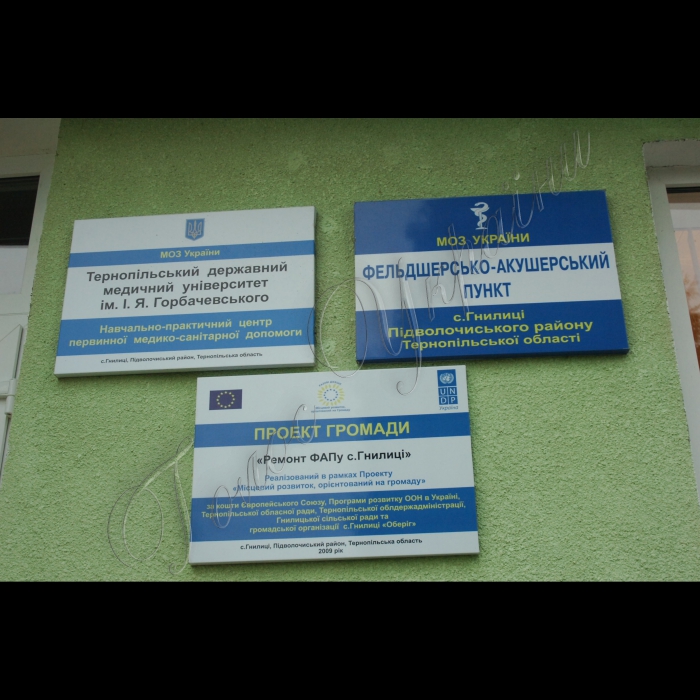 МОЗ України
Тернопільський державний
медичний університет
ім. І. Я. Горбачевського
Навчально-практичний центр
первинної медико-санітарної допомоги
с.Гнилиці, Підволочиський район, Тернопільська область
МОЗ УКРАЇНИ
ФЕЛЬДШЕРСЬКО-АКУШЕРСЬКИЙ
ПУНКТ
с.Гнилиці
Підволочиського району
Тернопільської області
U N
D P
ПРОЕКТ ГРОМАДИ
«Ремонт ФАПу с.Гнилиці»
Реалізований в рамках Проекту
«Місцевий розвиток, орієнтований на громаду»
за кошти Європейського Союзу, Програми розвитку ООН в Україні,
Тернопільської обласної ради, Тернопільської облдержадміністрації,
Гнилицької сільської ради та
громадської організації с.Гнилиці «Оберіг»
с.Гнилиці, Підволочиський район, Тернопільська область
2009 рік